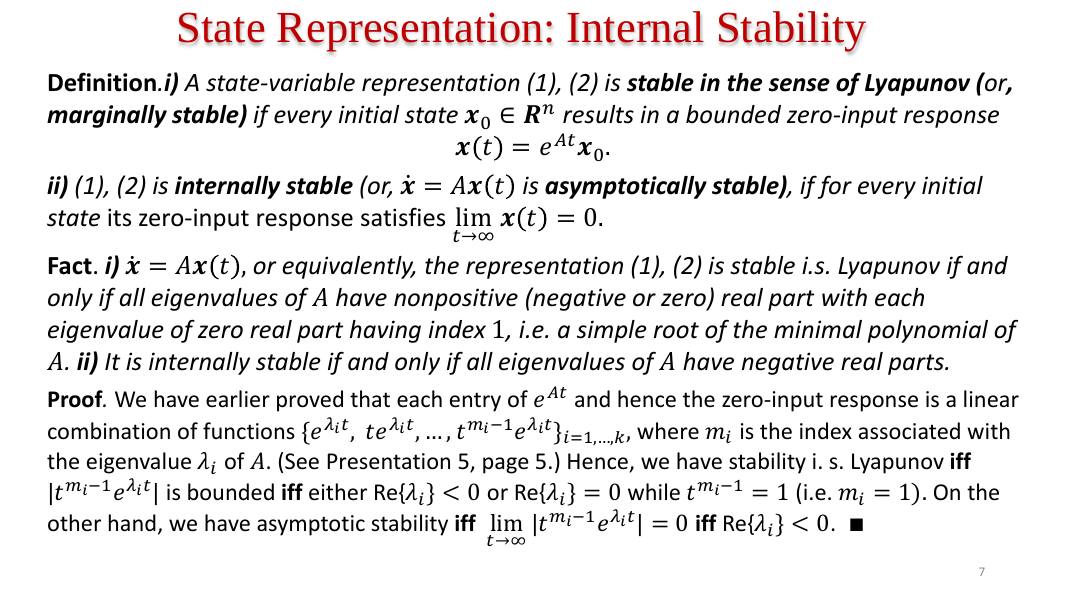 State Representation: Internal Stability
Definition.i) A state-variable representation (1), (2) is stable in the sense of Lyapunov (or,
marginally stable) if every initial state 𝒙₀ ∈ 𝑹ⁿ results in a bounded zero-input response
𝒙(𝑡) = 𝑒^{𝐴𝑡}𝒙₀.
ii) (1), (2) is internally stable (or, 𝒙̇ = 𝐴𝒙(𝑡) is asymptotically stable), if for every initial
state its zero-input response satisfies lim_{𝑡→∞} 𝒙(𝑡) = 0.
Fact. i) 𝒙̇ = 𝐴𝒙(𝑡), or equivalently, the representation (1), (2) is stable i.s. Lyapunov if and
only if all eigenvalues of 𝐴 have nonpositive (negative or zero) real part with each
eigenvalue of zero real part having index 1, i.e. a simple root of the minimal polynomial of
𝐴. ii) It is internally stable if and only if all eigenvalues of 𝐴 have negative real parts.
Proof. We have earlier proved that each entry of 𝑒^{𝐴𝑡} and hence the zero-input response is a linear
combination of functions {𝑒^{𝜆ᵢ𝑡}, 𝑡𝑒^{𝜆ᵢ𝑡}, … , 𝑡^{𝑚ᵢ−1}𝑒^{𝜆ᵢ𝑡}}_{𝑖=1,…,𝑘}, where 𝑚ᵢ is the index associated with
the eigenvalue 𝜆ᵢ of 𝐴. (See Presentation 5, page 5.) Hence, we have stability i. s. Lyapunov iff
|𝑡^{𝑚ᵢ−1}𝑒^{𝜆ᵢ𝑡}| is bounded iff either Re{𝜆ᵢ} < 0 or Re{𝜆ᵢ} = 0 while 𝑡^{𝑚ᵢ−1} = 1 (i.e. 𝑚ᵢ = 1). On the
other hand, we have asymptotic stability iff lim_{𝑡→∞} |𝑡^{𝑚ᵢ−1}𝑒^{𝜆ᵢ𝑡}| = 0 iff Re{𝜆ᵢ} < 0. ■
7